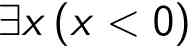 ∃x (x < 0)